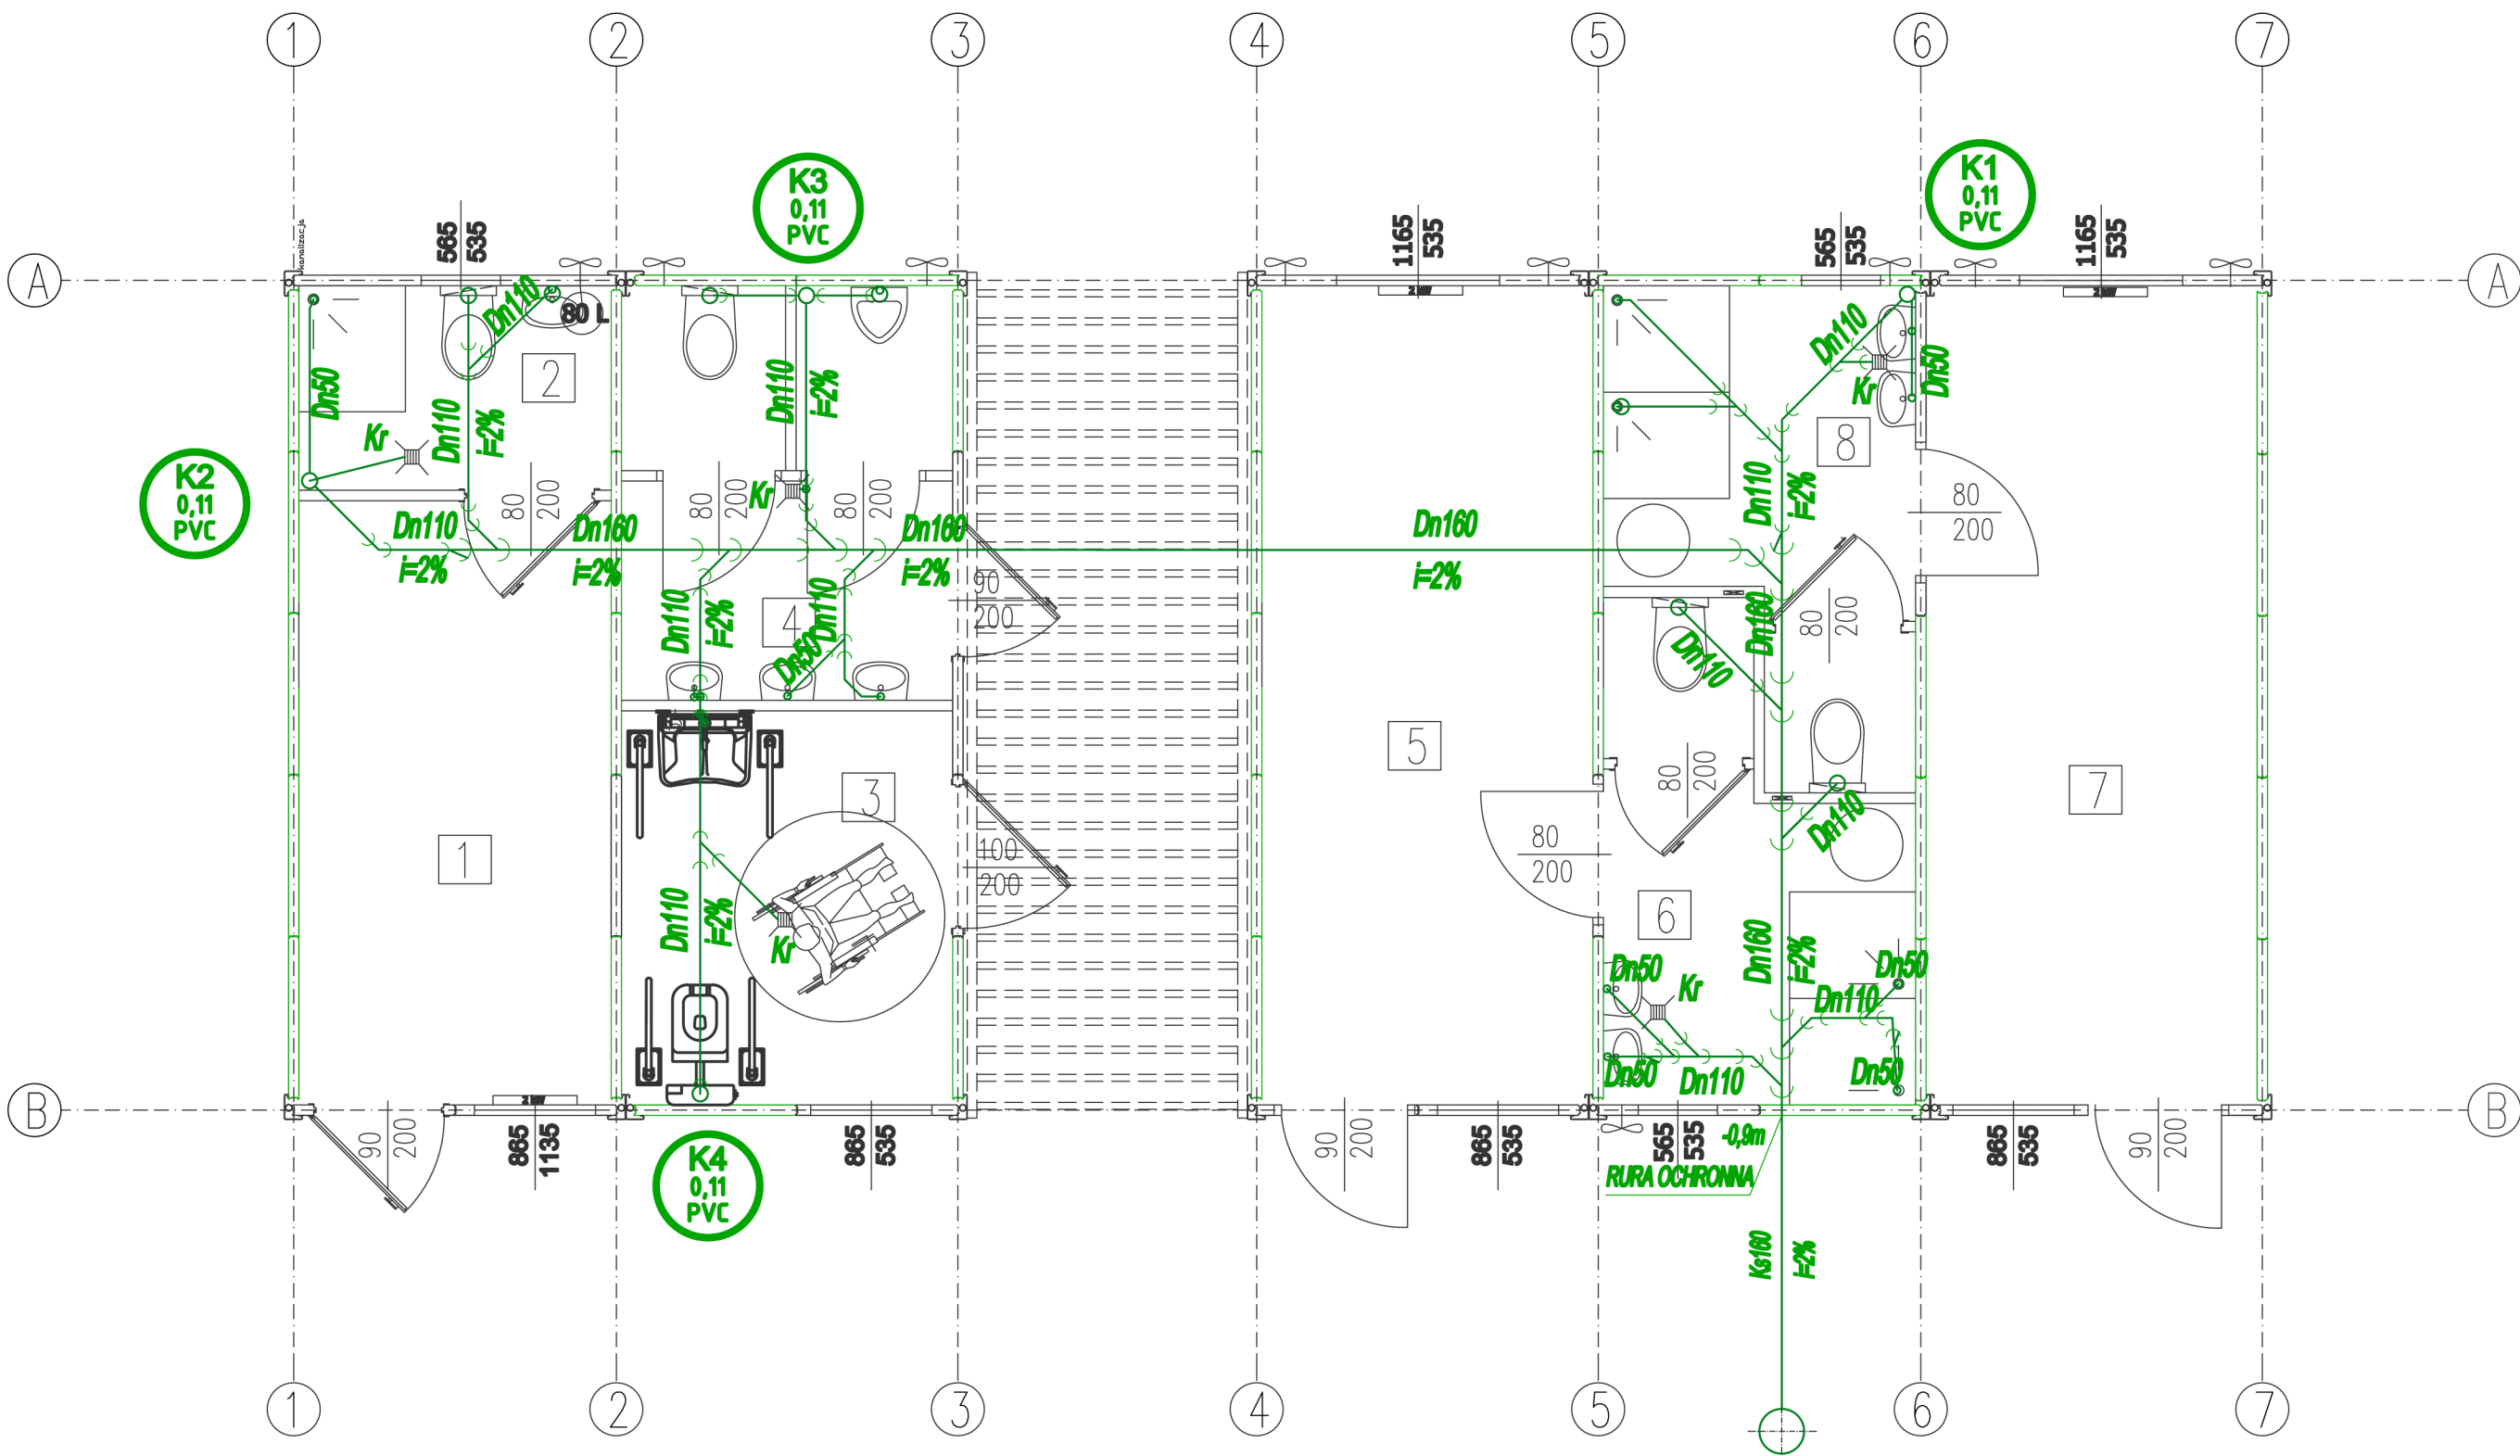 1
2
3
4
5
6
7
K3
0,11
PVC
K1
0,11
PVC
kanalizacja
565
535
1165
535
565
535
1165
535
A
A
Dn110
80 L
2
Dn50
Kr
Dn110
i=2%
Dn110
i=2%
Dn110
Kr
Dn50
8
K2
0,11
PVC
80
200
80
200
Kr
80
200
Dn110
i=2%
80
200
Dn110
i=2%
Dn160
i=2%
Dn160
i=2%
Dn160
i=2%
90
200
Dn110
i=2%
4
Dn110
Dn50
Dn160
Dn110
80
200
80
200
5
3
7
1
100
200
80
200
Dn110
6
Dn110
i=2%
Kr
Dn160
i=2%
Dn50
Kr
Dn50
Dn110
Dn50
Dn110
Dn50
B
B
90
200
865
1135
865
535
K4
0,11
PVC
90
200
865
535
565
535
-0,9m
RURA OCHRONNA
865
535
90
200
Ks160
i=2%
1
2
3
4
5
6
7